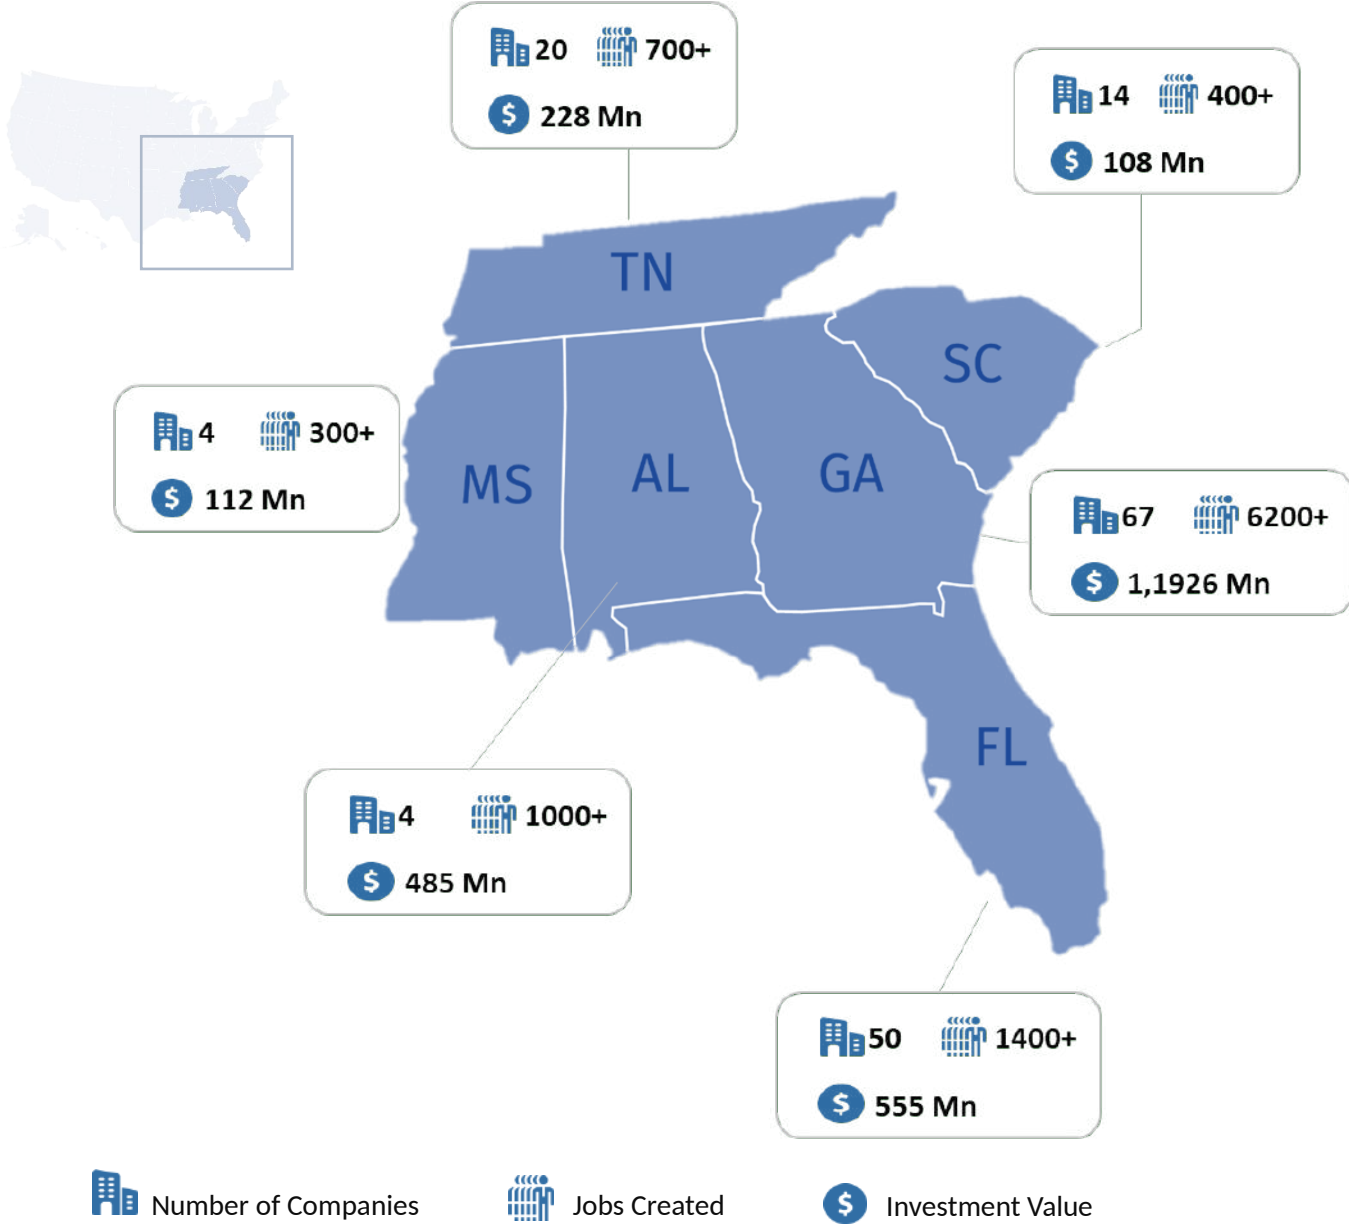 20 700+
228 Mn
14 400+
108 Mn
TN
SC
4 300+
112 Mn
MS
AL
GA
67 6200+
1,1926 Mn
FL
4 1000+
485 Mn
50 1400+
555 Mn
Number of Companies Jobs Created Investment Value